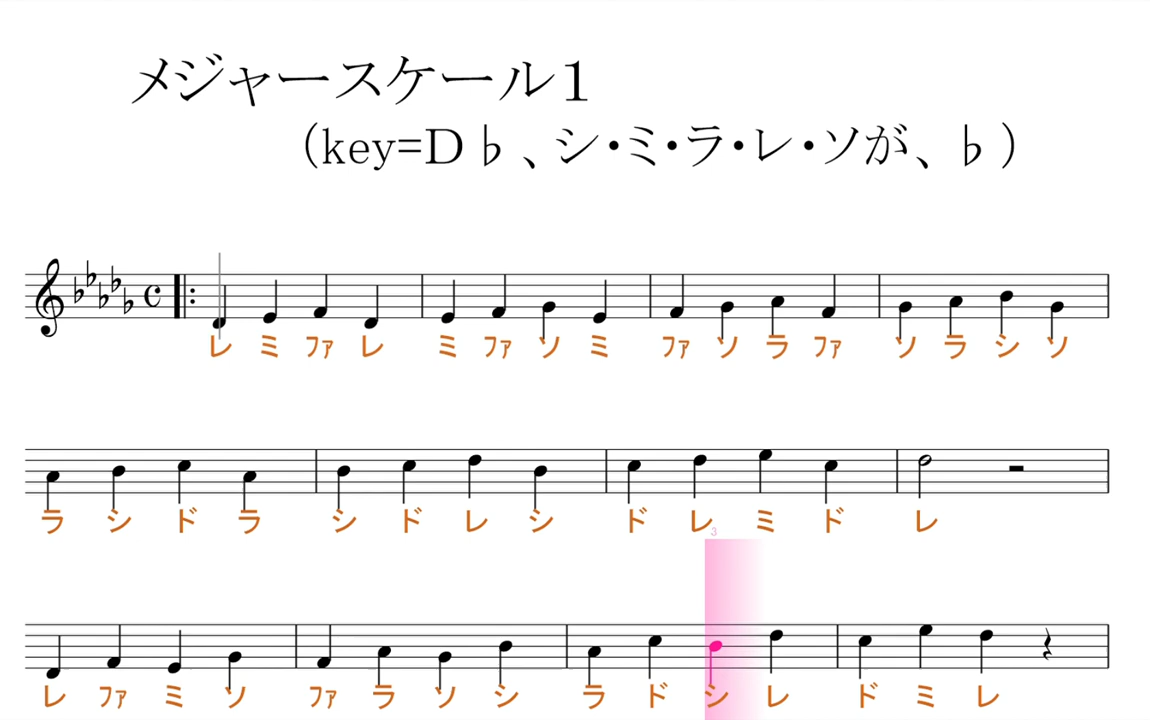 メジャースケール1
(key=D♭、シ・ミ・ラ・レ・ソが、♭)
レ ミ ファ レ ミ ファ ソ ミ ファ ソ ラ ファ ソ ラ シ ソ
ラ シ ド ラ シ ド レ シ ド レ ミ ド レ
3
レ ファ ミ ソ ファ ラ ソ シ ラ ド シ レ ド ミ レ